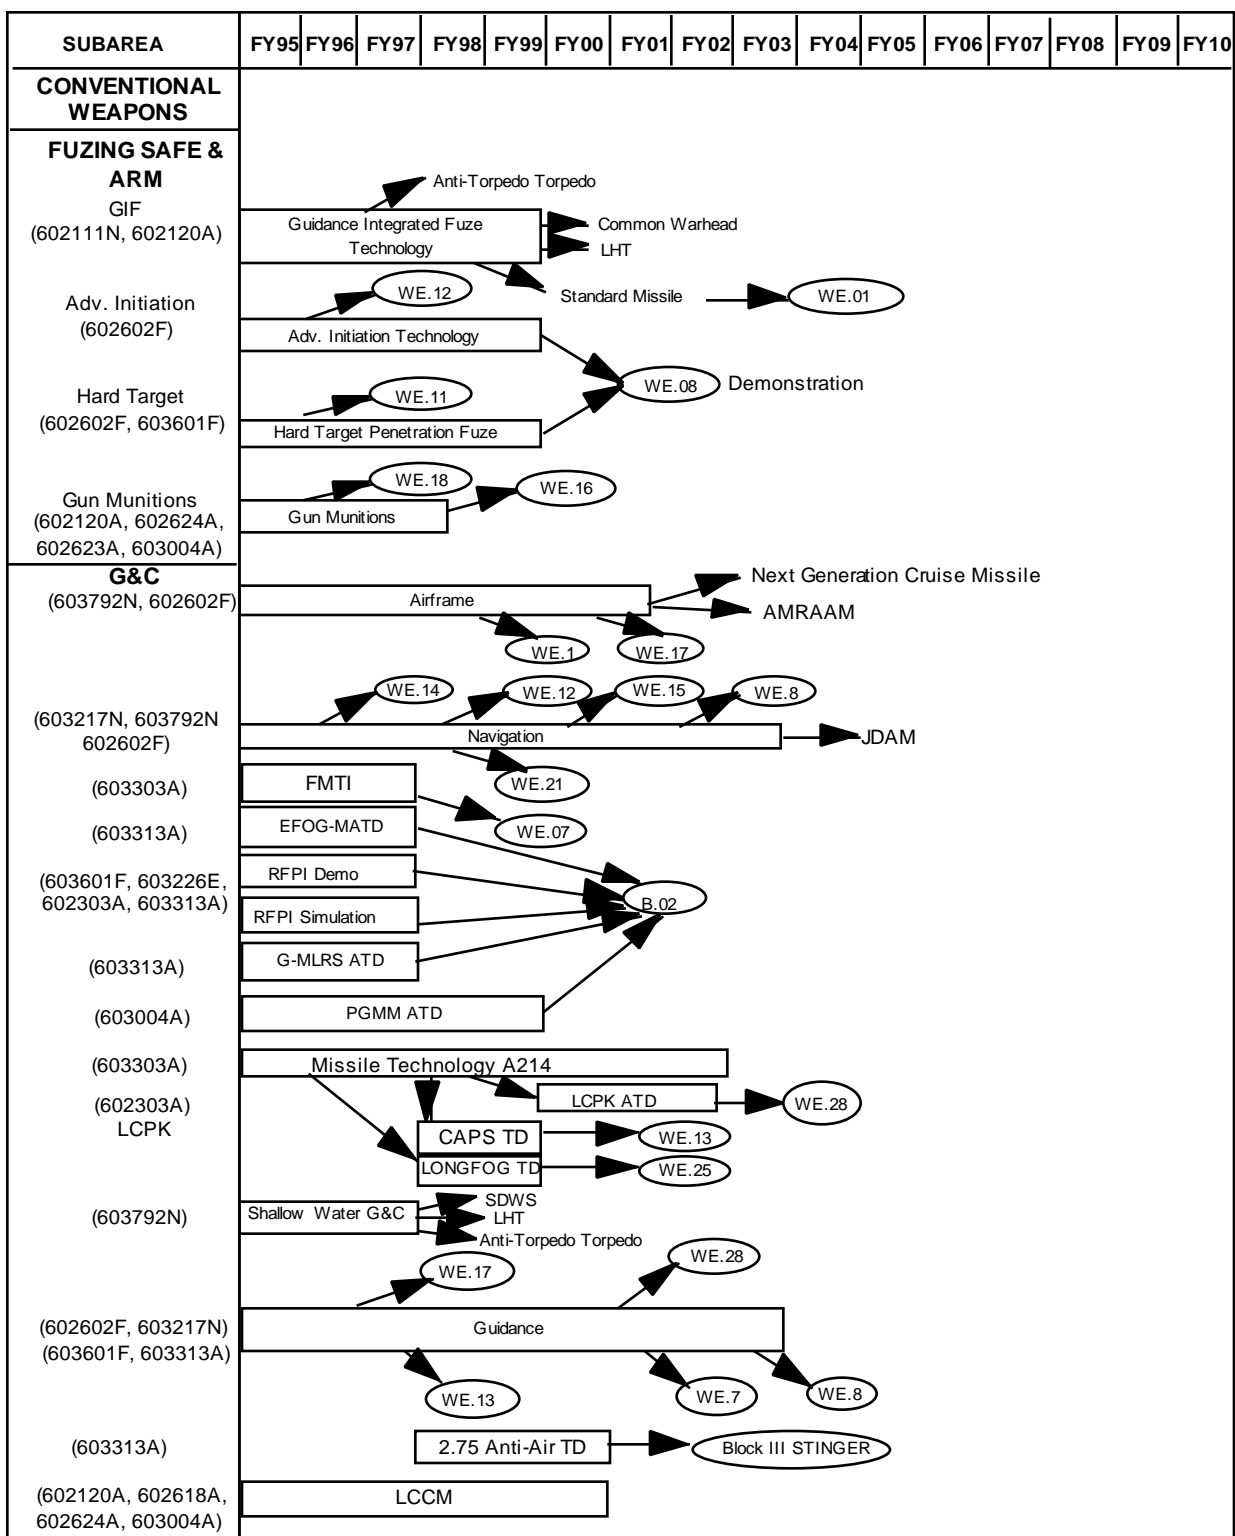 SUBAREA FY95 FY96 FY97 FY98 FY99 FY00 FY01 FY02 FY03 FY04 FY05 FY06 FY07 FY08 FY09 FY10
CONVENTIONAL
WEAPONS
FUZING SAFE &
ARM
GIF
(602111N, 602120A)
Anti-Torpedo Torpedo
Guidance Integrated Fuze
Technology
Common Warhead
LHT
Standard Missile
WE.01
Adv. Initiation
(602602F)
WE.12
Adv. Initiation Technology
WE.08
Demonstration
Hard Target
(602602F, 603601F)
WE.11
Hard Target Penetration Fuze
Gun Munitions
(602120A, 602624A,
602623A, 603004A)
WE.18
WE.16
Gun Munitions
G&C
(603792N, 602602F)
Airframe
Next Generation Cruise Missile
AMRAAM
WE.1
WE.17
WE.14
WE.12
WE.15
WE.8
(603217N, 603792N
602602F)
Navigation
JDAM
WE.21
(603303A)
FMTI
WE.07
(603313A)
EFOG-MATD
(603601F, 603226E,
602303A, 603313A)
RFPI Demo
RFPI Simulation
B.02
(603313A)
G-MLRS ATD
(603004A)
PGMM ATD
(603303A)
Missile Technology A214
(602303A)
LCPK
LCPK ATD
WE.28
CAPS TD
WE.13
LONGFOG TD
WE.25
(603792N)
Shallow Water G&C
SDWS
LHT
Anti-Torpedo Torpedo
WE.17
WE.28
(602602F, 603217N)
(603601F, 603313A)
Guidance
WE.13
WE.7
WE.8
(603313A)
2.75 Anti-Air TD
Block III STINGER
(602120A, 602618A,
602624A, 603004A)
LCCM